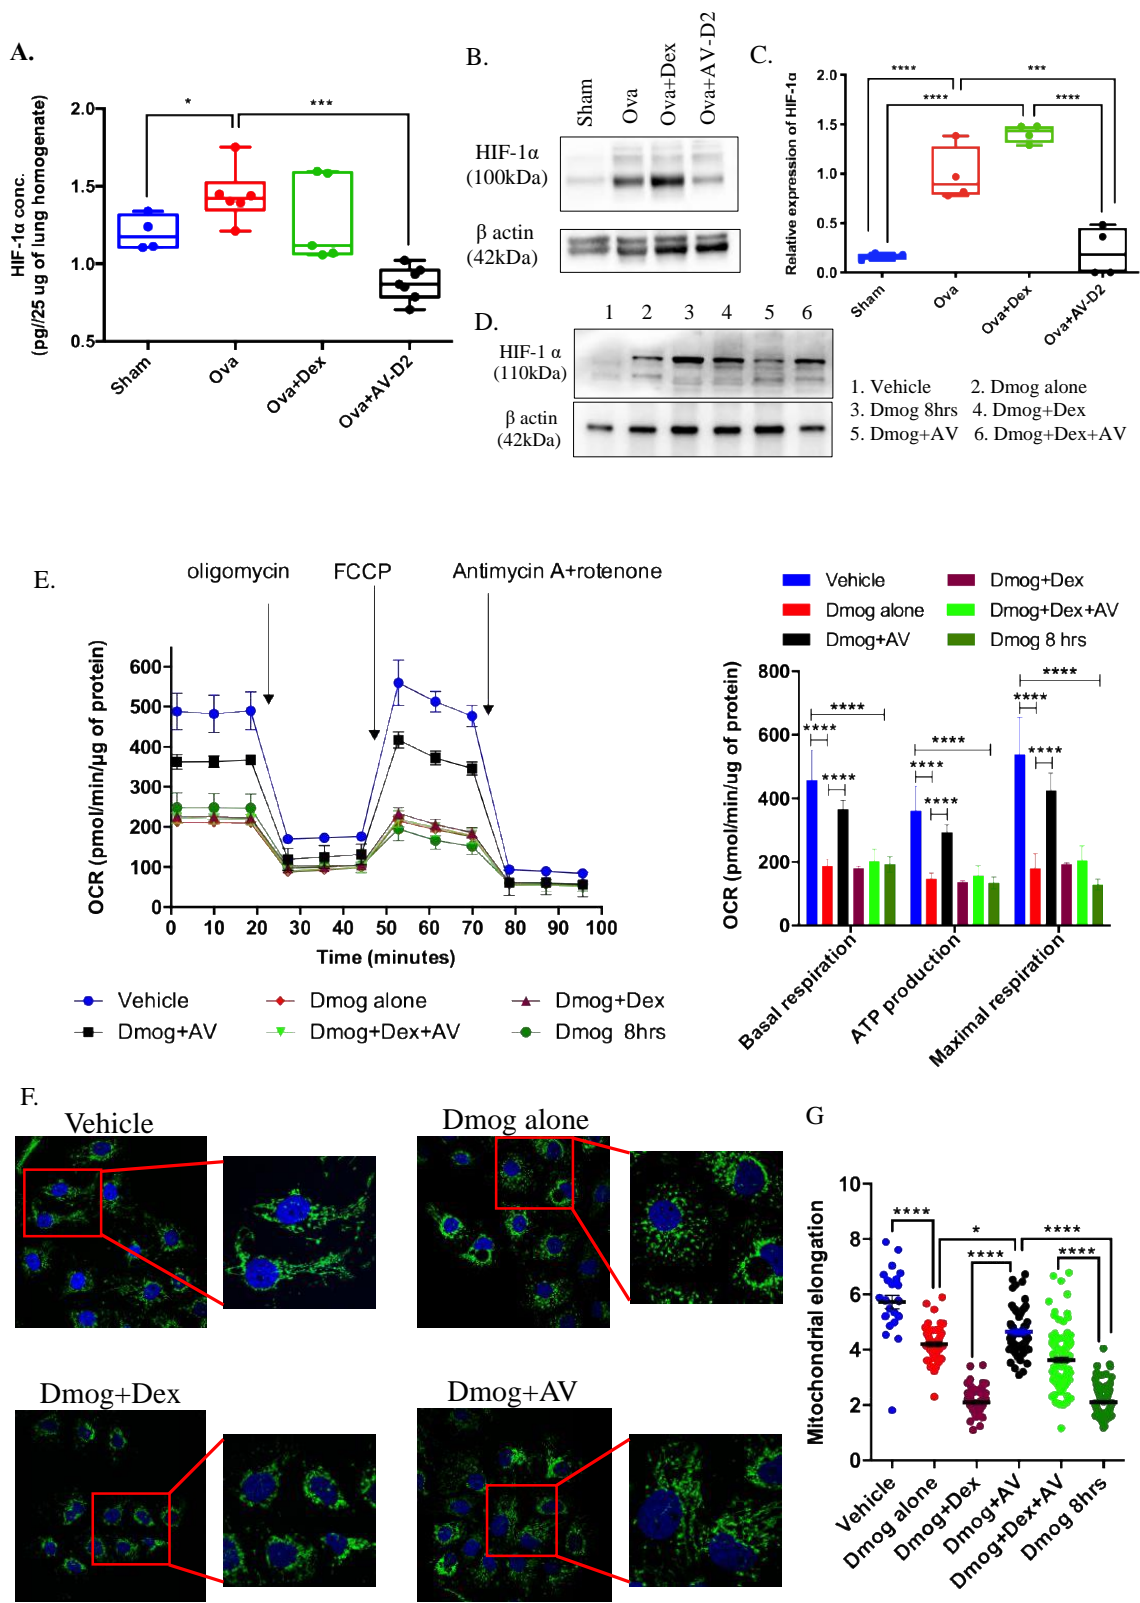 A.
HIF-1α conc.
(pg//25 ug of lung homogenate)
2.0
1.5
1.0
0.5
*
***
Sham
Ova
Ova+Dex
Ova+AV-D2
B.
Sham
Ova
Ova+Dex
Ova+AV-D2
HIF-1α
(100kDa)
β actin
(42kDa)
C.
Relative expression of HIF-1α
2.0
1.5
1.0
0.5
0.0
****
***
****
****
Sham
Ova
Ova+Dex
Ova+AV-D2
D.
1 2 3 4 5 6
HIF-1 α
(110kDa)
β actin
(42kDa)
1. Vehicle 2. Dmog alone
3. Dmog 8hrs 4. Dmog+Dex
5. Dmog+AV 6. Dmog+Dex+AV
E.
oligomycin FCCP Antimycin A+rotenone
OCR (pmol/min/µg of protein)
600
500
400
300
200
100
0
0 10 20 30 40 50 60 70 80 90 100
Time (minutes)
Vehicle Dmog alone Dmog+Dex
Dmog+AV Dmog+Dex+AV Dmog 8hrs
Vehicle Dmog+Dex
Dmog alone Dmog+Dex+AV
Dmog+AV Dmog 8 hrs
OCR (pmol/min/ug of protein)
800
600
400
200
0
****
****
****
****
****
****
****
****
****
Basal respiration
ATP production
Maximal respiration
F.
Vehicle
Dmog alone
Dmog+Dex
Dmog+AV
G
Mitochondrial elongation
10
8
6
4
2
0
****
*
****
****
****
Vehicle
Dmog alone
Dmog+Dex
Dmog+AV
Dmog+Dex+AV
Dmog 8hrs